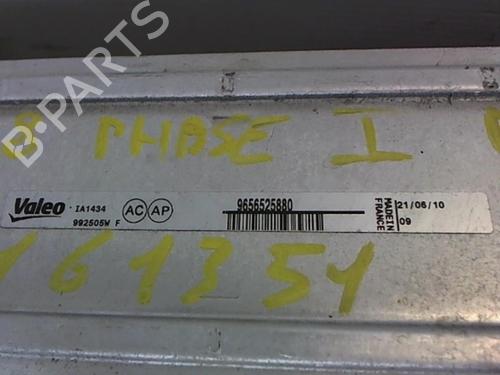 B-PARTS
PHASE I
Valeo
IA1434
992505W F
AC AP
9656525880
MADE IN
FRANCE
21/06/10
09
161351